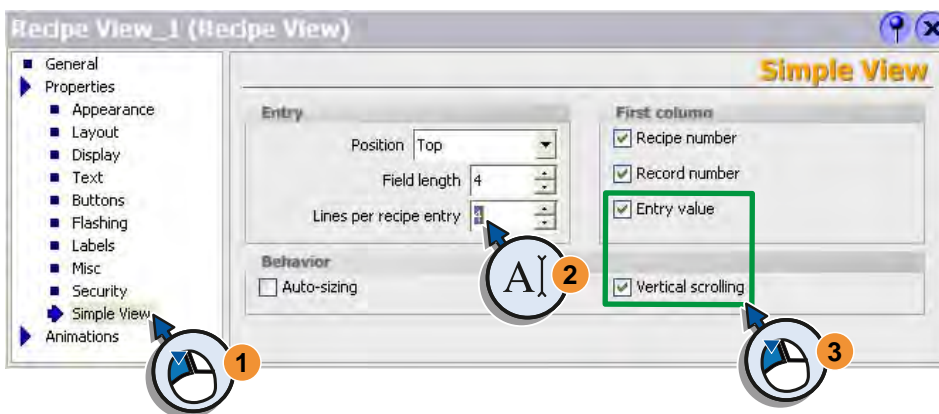 Recipe View_1 (Recipe View)
General
Properties
Appearance
Layout
Display
Text
Buttons
Flashing
Labels
Misc
Security
Simple View
Animations
Simple View
Entry
Position Top
Field length 4
Lines per recipe entry 4
First column
Recipe number
Record number
Entry value
Behavior
Auto-sizing
Vertical scrolling
1
A 2
3